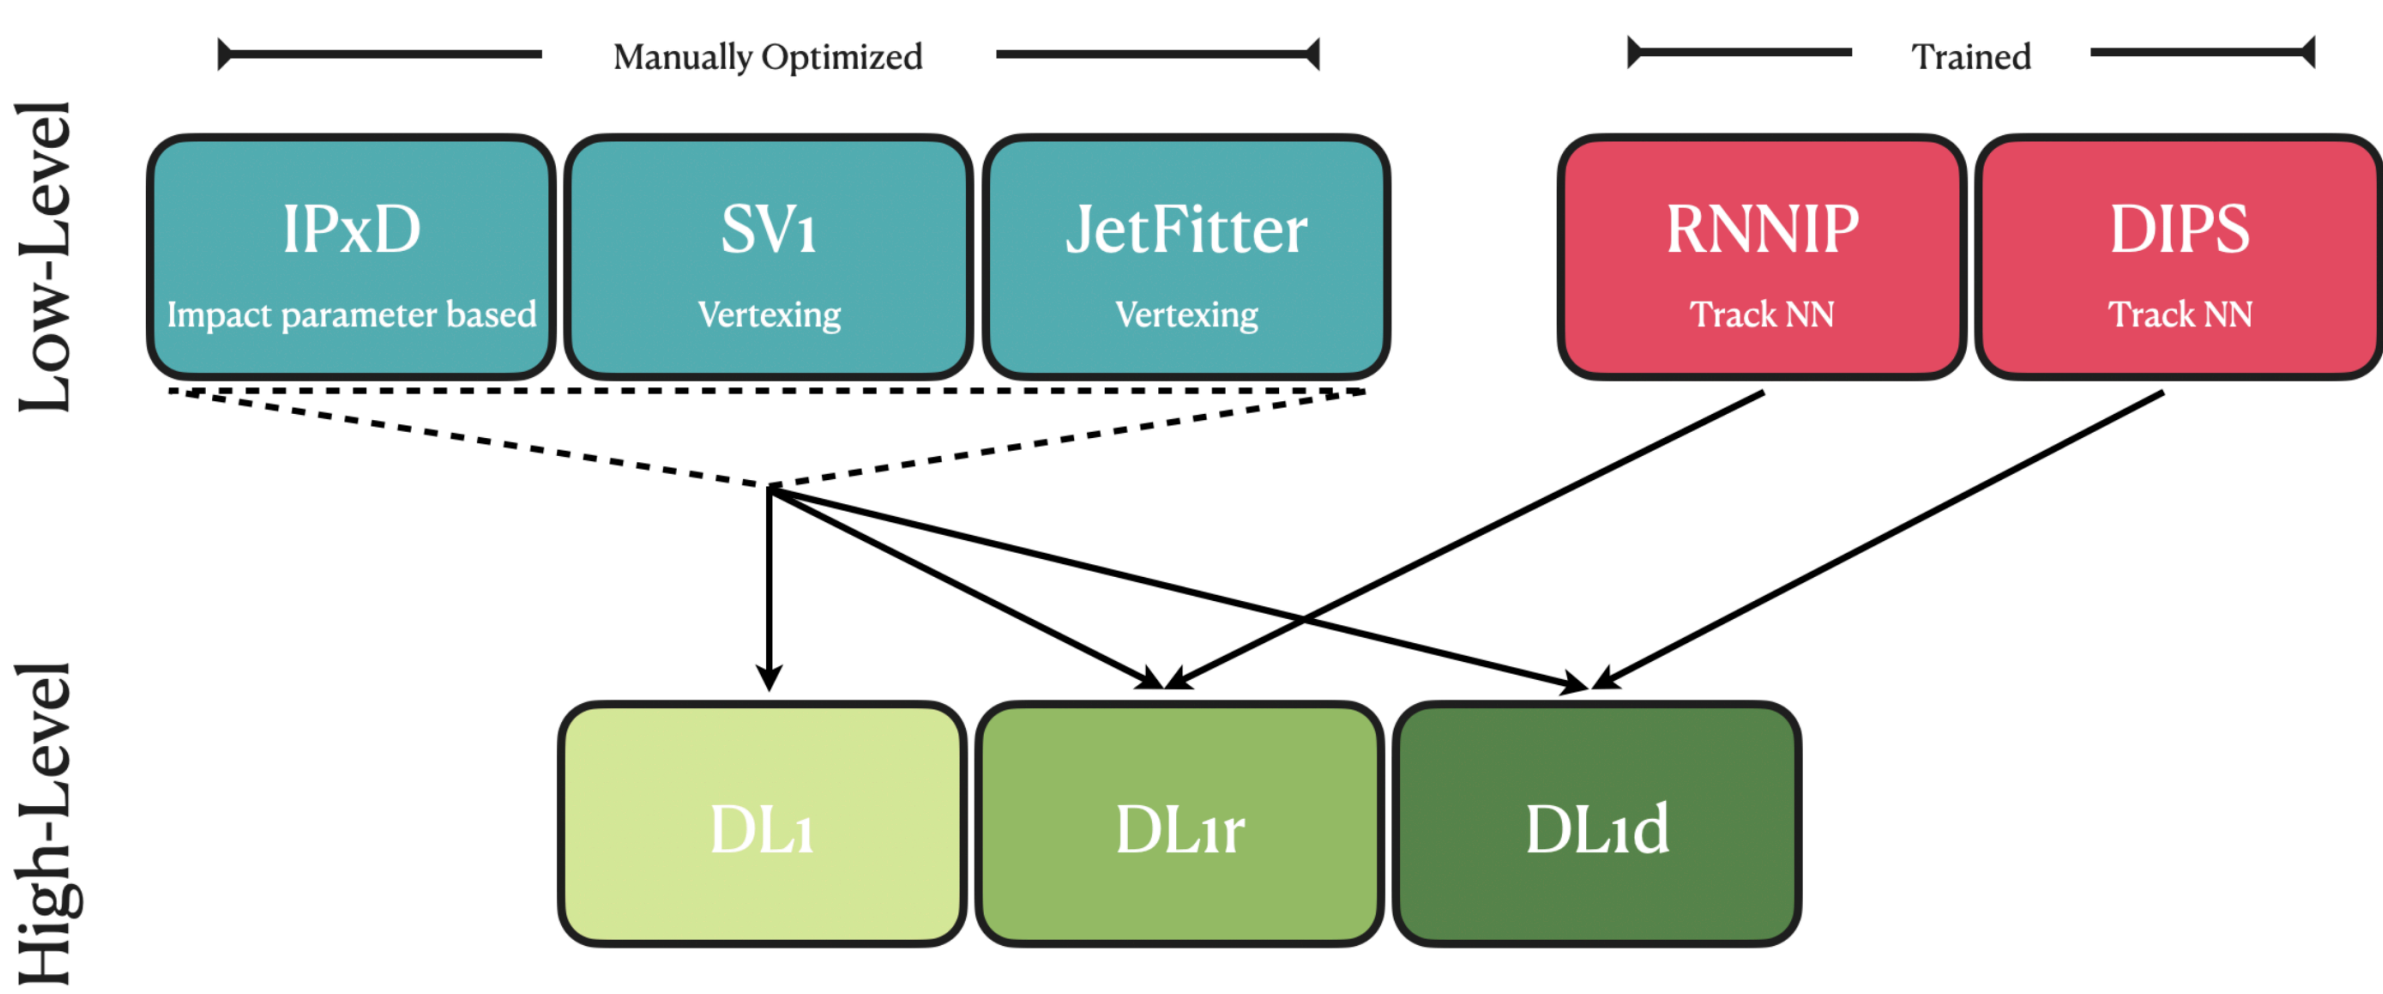 Manually Optimized
Trained
Low-Level
IPxD
Impact parameter based
SV1
Vertexing
JetFitter
Vertexing
RNNIP
Track NN
DIPS
Track NN
High-Level
DL1
DL1r
DL1d